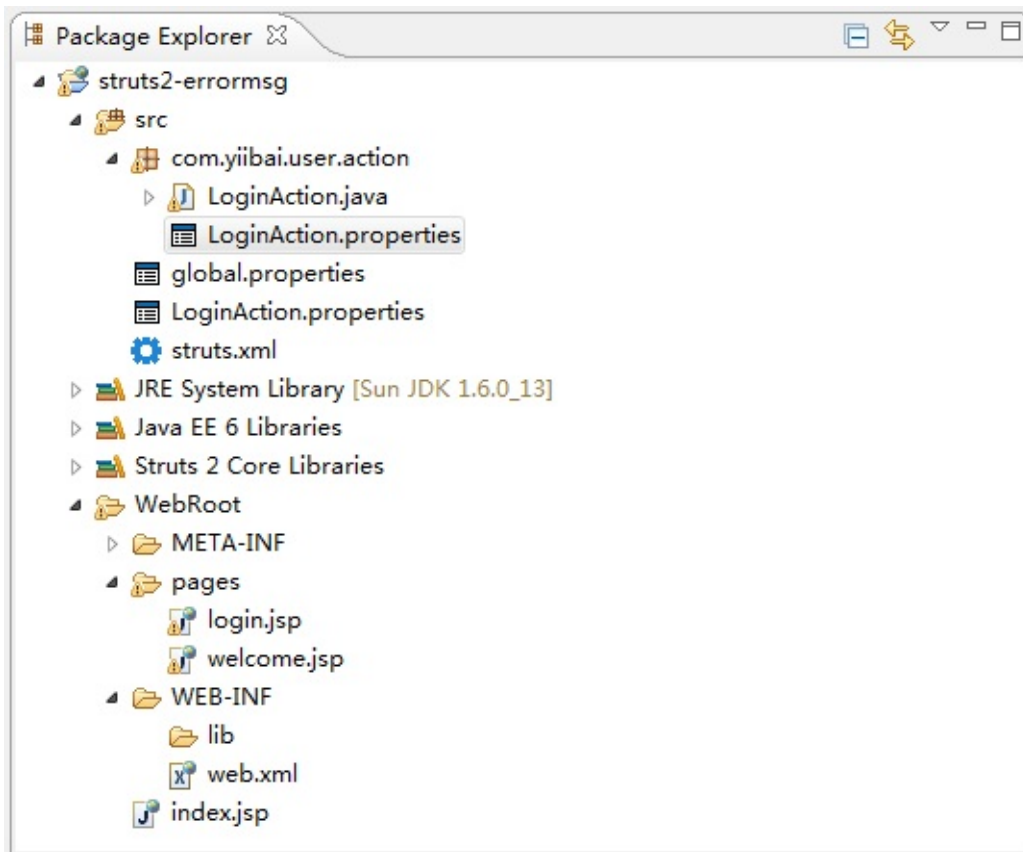 Package Explorer
struts2-errormsg
src
com.yiibai.user.action
LoginAction.java
LoginAction.properties
global.properties
LoginAction.properties
struts.xml
JRE System Library [Sun JDK 1.6.0_13]
Java EE 6 Libraries
Struts 2 Core Libraries
WebRoot
META-INF
pages
login.jsp
welcome.jsp
WEB-INF
lib
web.xml
index.jsp